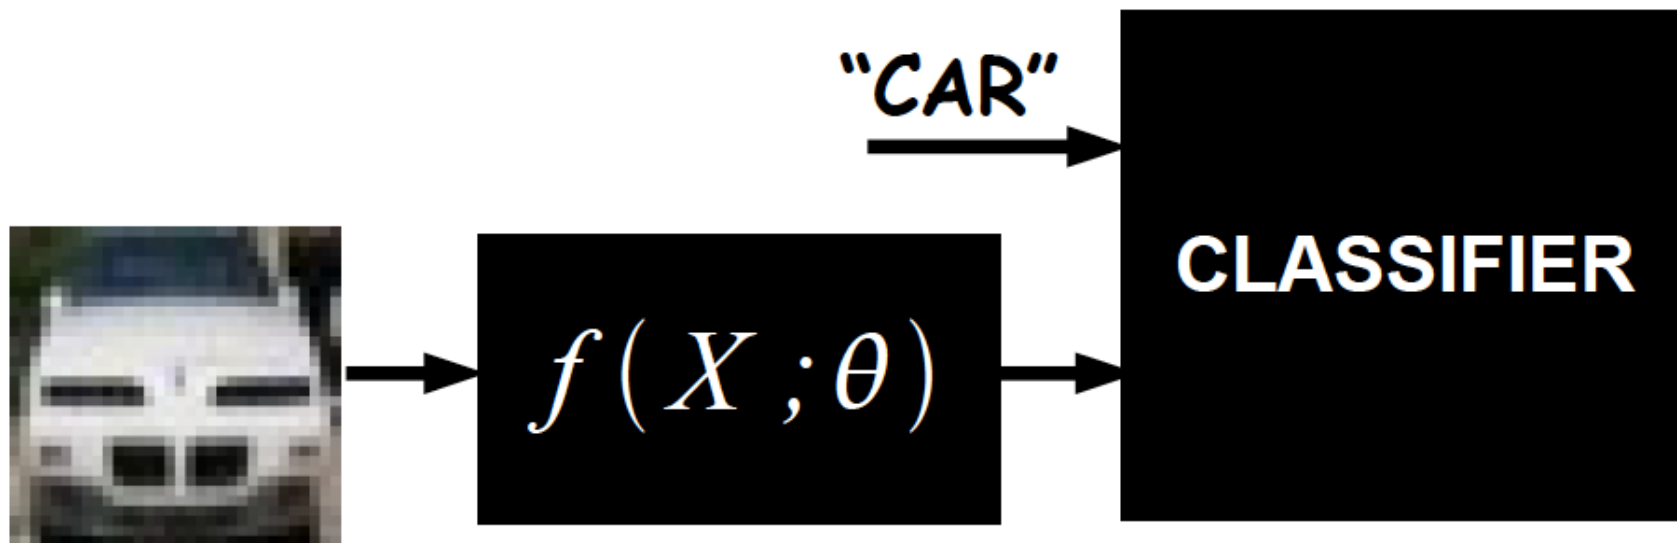 “CAR”
CLASSIFIER
f ( X ; θ )